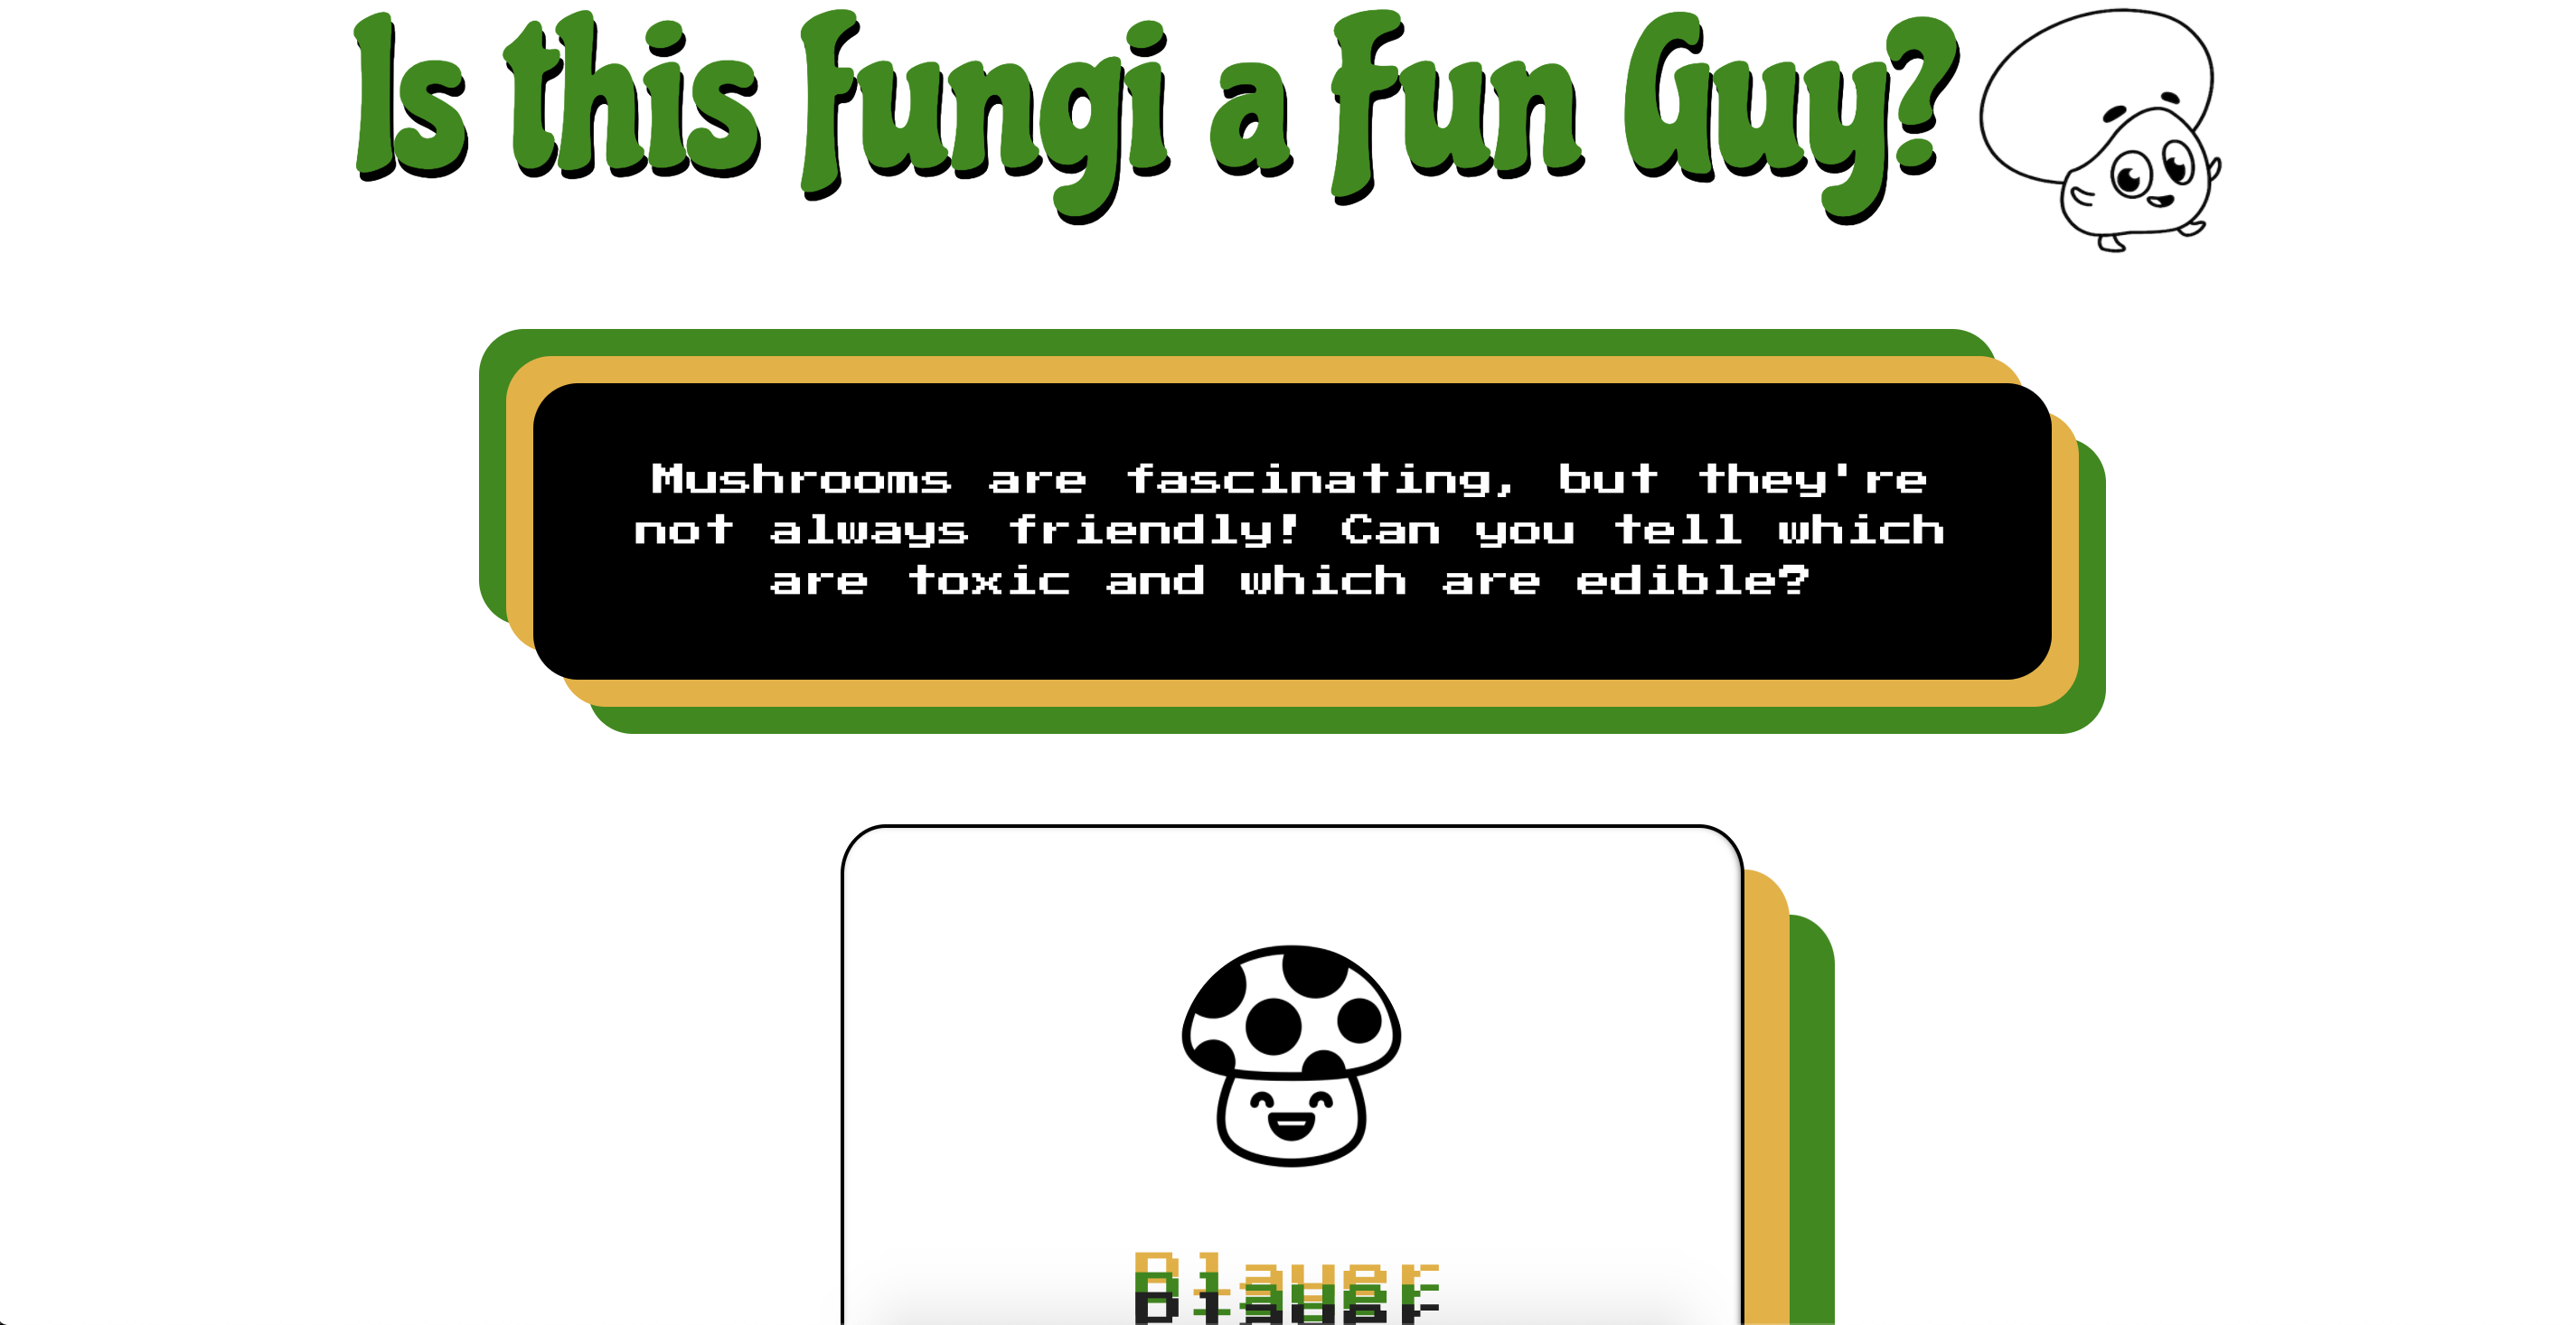 Is this Fungi a Fun Guy?
Mushrooms are fascinating, but they're
not always friendly! Can you tell which
are toxic and which are edible?
Player